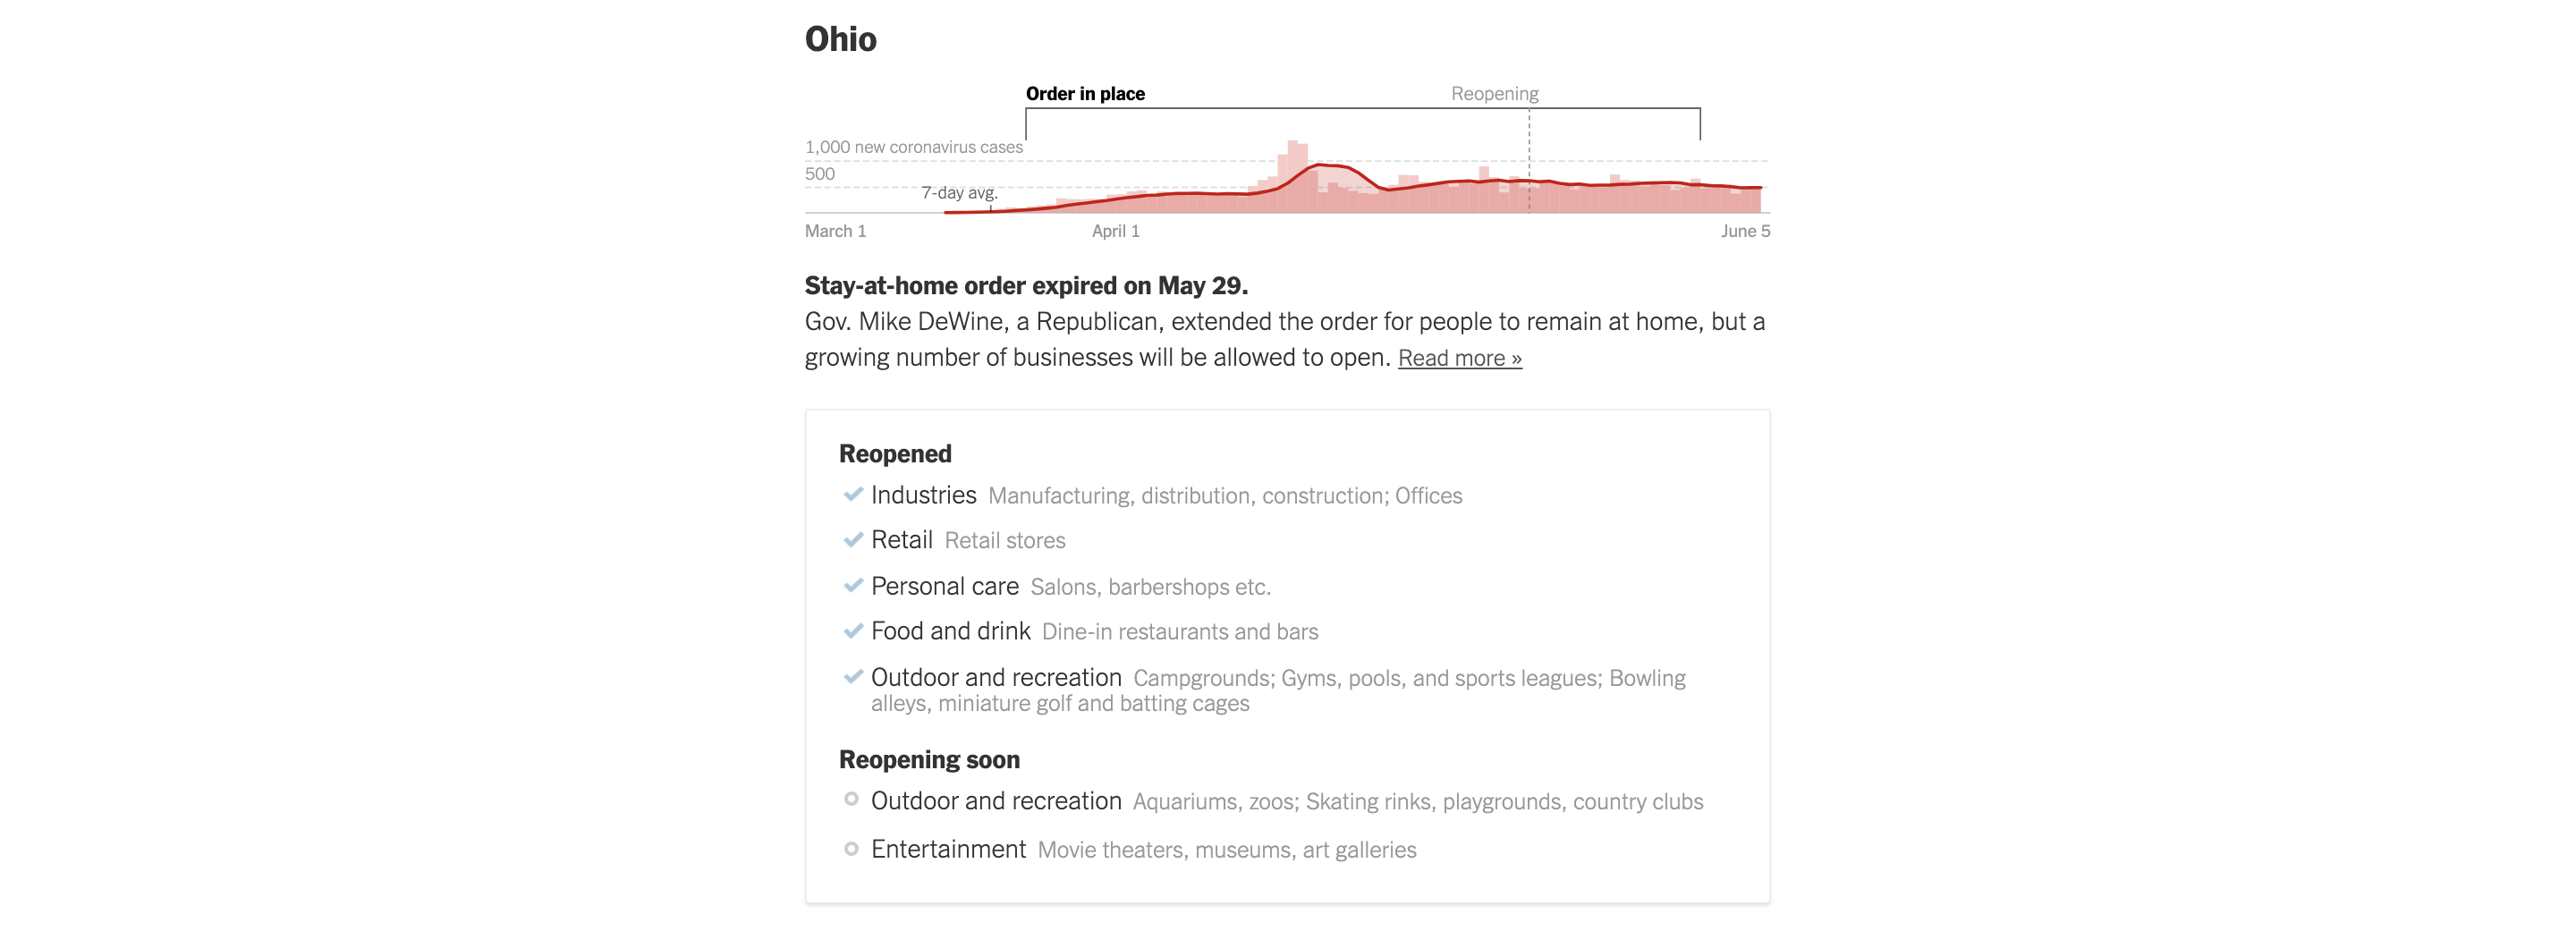 Ohio
Order in place
Reopening
1,000 new coronavirus cases
500
7-day avg.
March 1
April 1
June 5
Stay-at-home order expired on May 29.
Gov. Mike DeWine, a Republican, extended the order for people to remain at home, but a
growing number of businesses will be allowed to open. Read more »
Reopened
Industries Manufacturing, distribution, construction; Offices
Retail Retail stores
Personal care Salons, barbershops etc.
Food and drink Dine-in restaurants and bars
Outdoor and recreation Campgrounds; Gyms, pools, and sports leagues; Bowling
alleys, miniature golf and batting cages
Reopening soon
Outdoor and recreation Aquariums, zoos; Skating rinks, playgrounds, country clubs
Entertainment Movie theaters, museums, art galleries